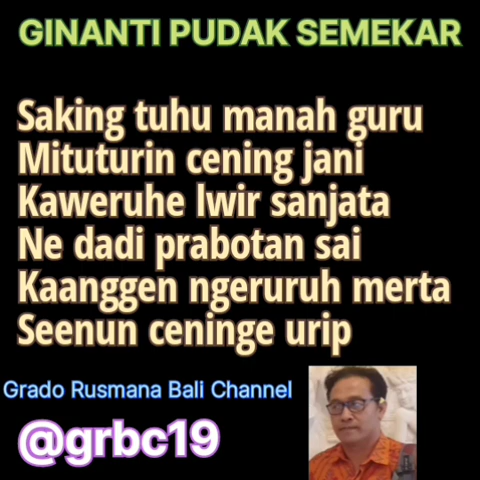 GINANTI PUDAK SEMEKAR
Saking tuhu manah guru
Mituturin cening jani
Kaweruhe lwir sanjata
Ne dadi prabotan sai
Kaanggen ngeruruh merta
Seenun ceninge urip
Grado Rusmana Bali Channel
@grbc19